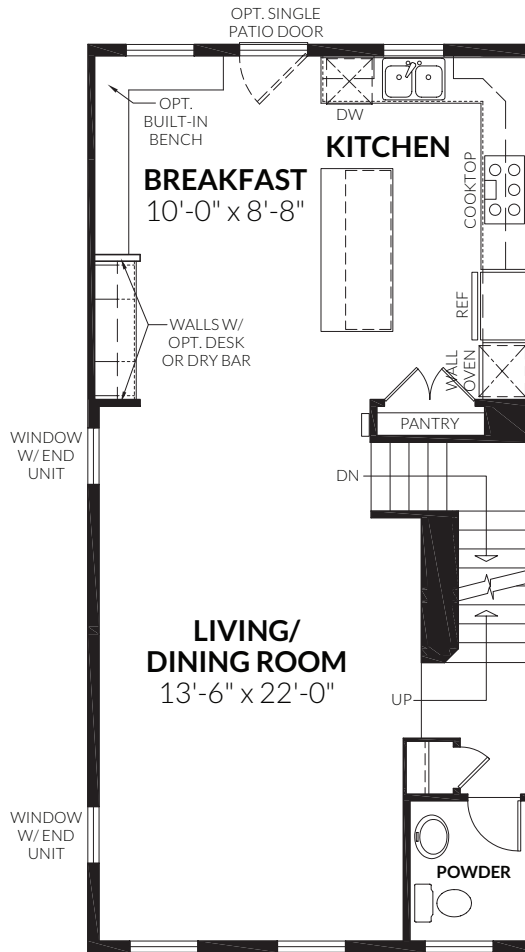 OPT. SINGLE
PATIO DOOR
OPT.
BUILT-IN
BENCH
DW
KITCHEN
BREAKFAST
10'-0" x 8'-8"
COOKTOP
REF
WALL
OVEN
WALLS W/
OPT. DESK
OR DRY BAR
PANTRY
WINDOW
W/ END
UNIT
DN
LIVING/
DINING ROOM
13'-6" x 22'-0"
UP
WINDOW
W/ END
UNIT
POWDER